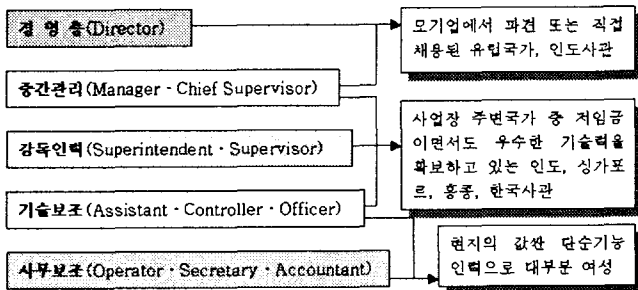 경 영 층(Director)
중간관리(Manager · Chief Supervisor)
감독인력(Superintendent · Supervisor)
기술보조(Assistant · Controller · Officer)
사무보조(Operator · Secretary · Accountant)
모기업에서 파견 또는 직접
채용된 유럽국가, 인도사관
사업장 주변국가 중 저임금
이면서도 우수한 기술력을
확보하고 있는 인도, 싱가포
르, 홍콩, 한국사관
현지의 값싼 단순기능
인력으로 대부분 여성